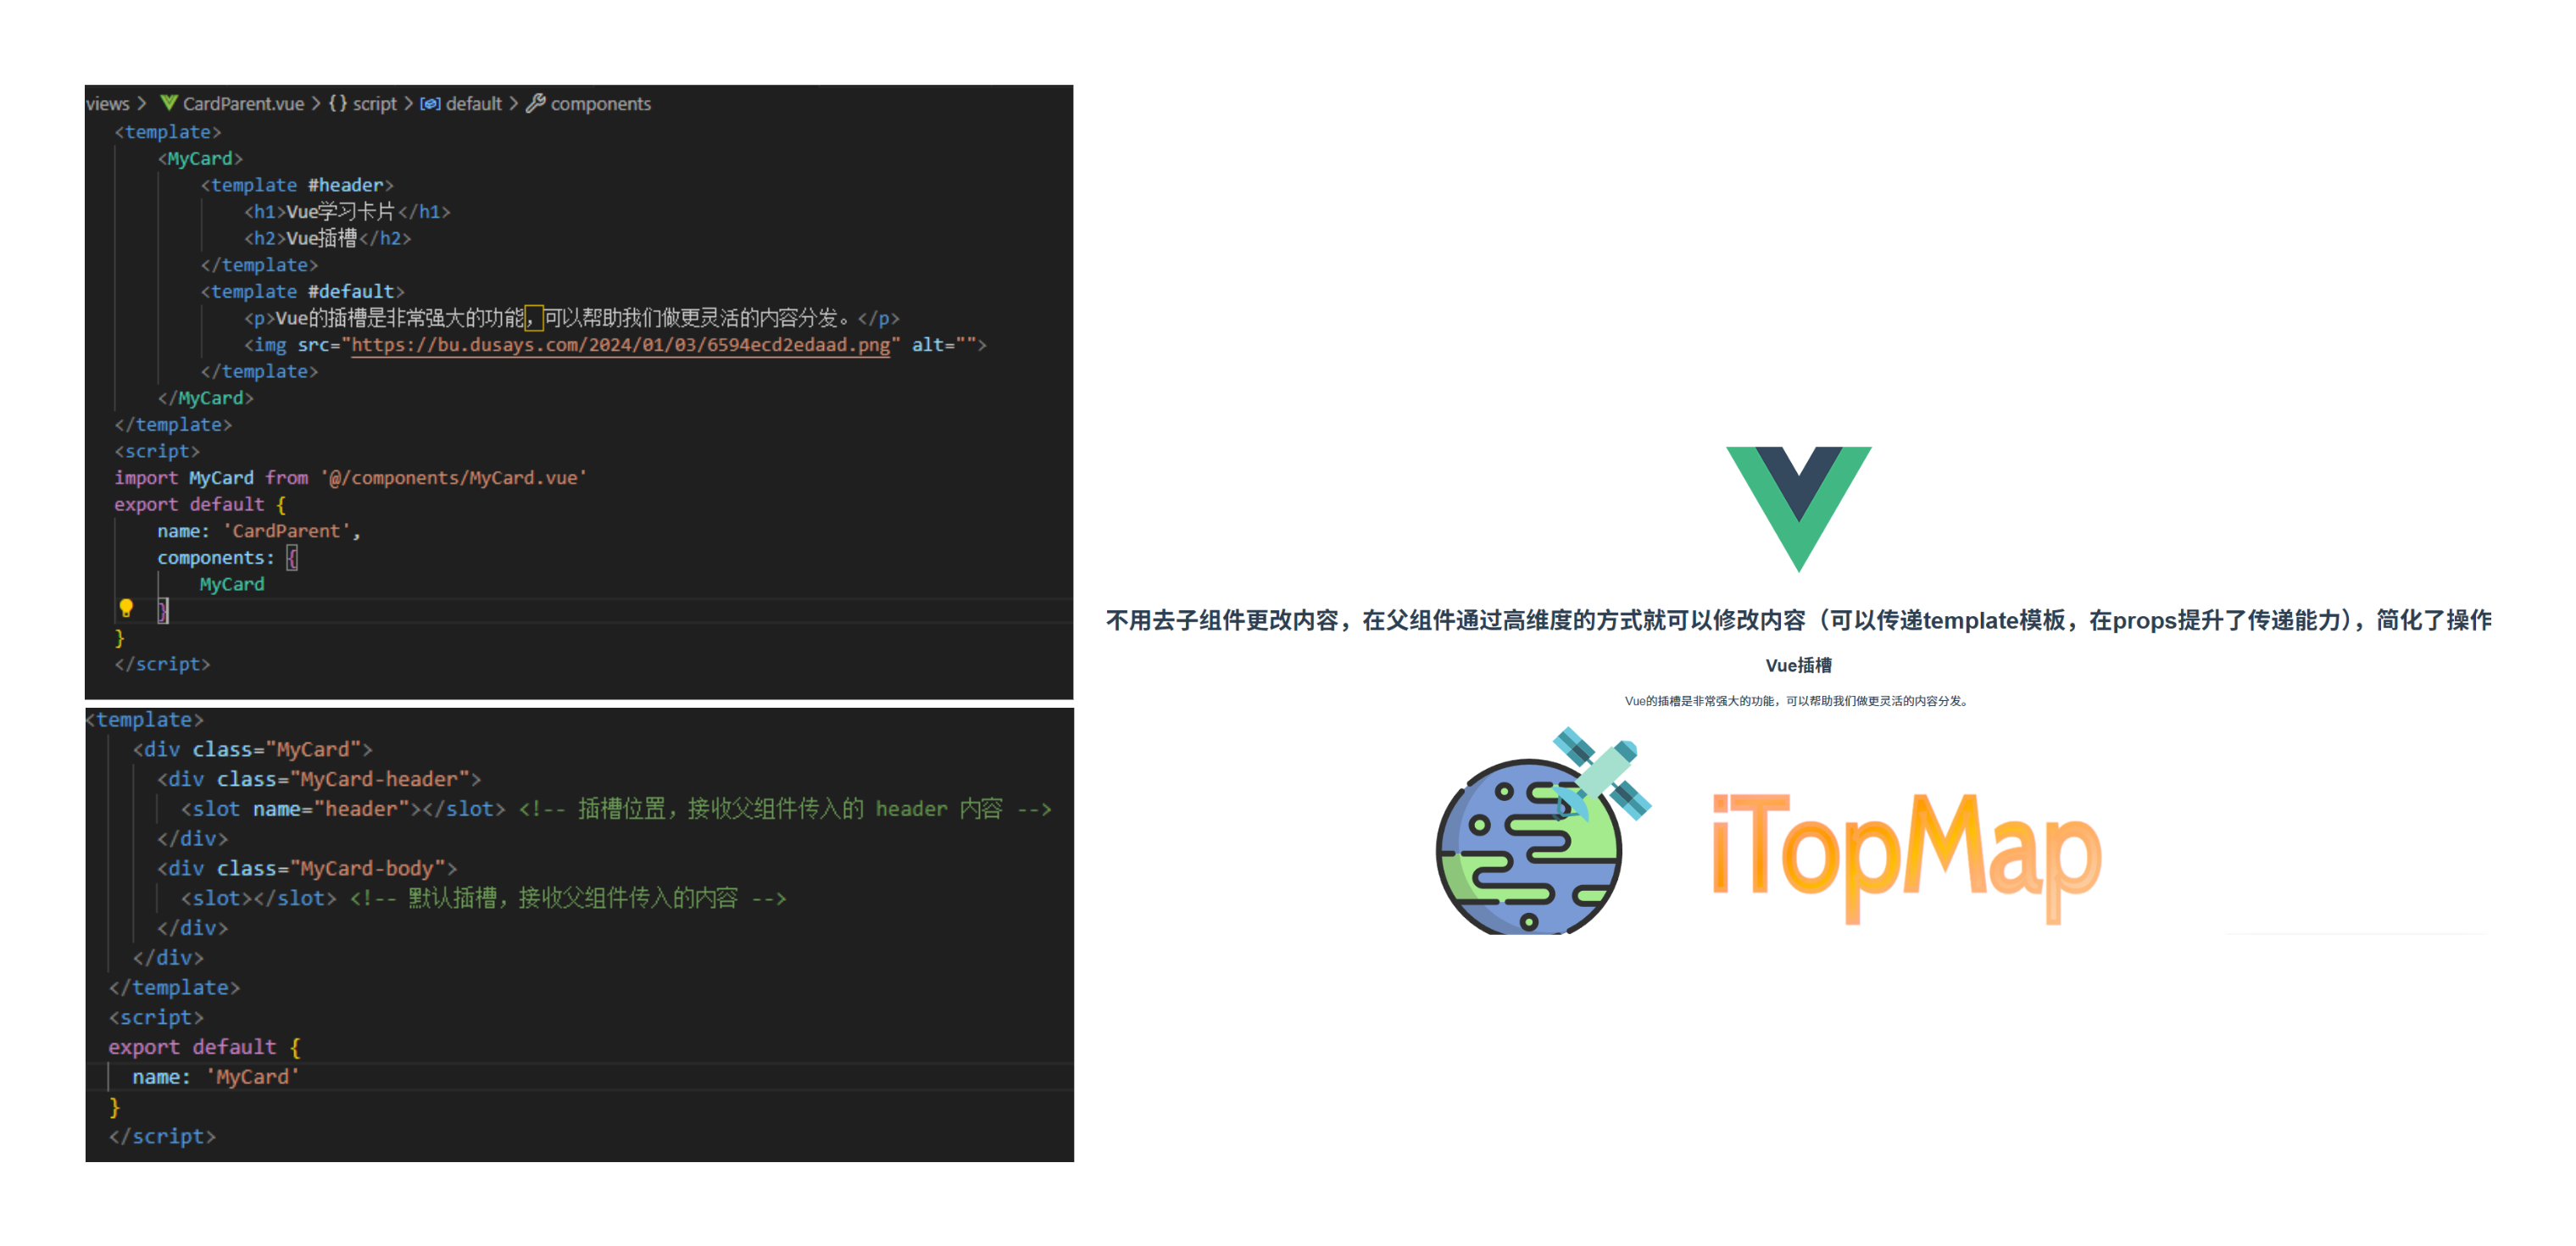 views > CardParent.vue > {} script > default > components
<template>
<MyCard>
<template #header>
<h1>Vue学习卡片</h1>
<h2>Vue插槽</h2>
</template>
<template #default>
<p>Vue的插槽是非常强大的功能，可以帮助我们做更灵活的内容分发。</p>
<img src="https://bu.dusays.com/2024/01/03/6594ecd2edaad.png" alt="">
</template>
</MyCard>
</template>
<script>
import MyCard from '@/components/MyCard.vue'
export default {
name: 'CardParent',
components: {
MyCard
}
}
</script>
<template>
<div class="MyCard">
<div class="MyCard-header">
<slot name="header"></slot> <!-- 插槽位置，接收父组件传入的 header 内容 -->
</div>
<div class="MyCard-body">
<slot></slot> <!-- 默认插槽，接收父组件传入的内容 -->
</div>
</div>
</template>
<script>
export default {
name: 'MyCard'
}
</script>
不用去子组件更改内容，在父组件通过高维度的方式就可以修改内容（可以传递template模板，在props提升了传递能力），简化了操作
Vue插槽
Vue的插槽是非常强大的功能，可以帮助我们做更灵活的内容分发。
iTopMap